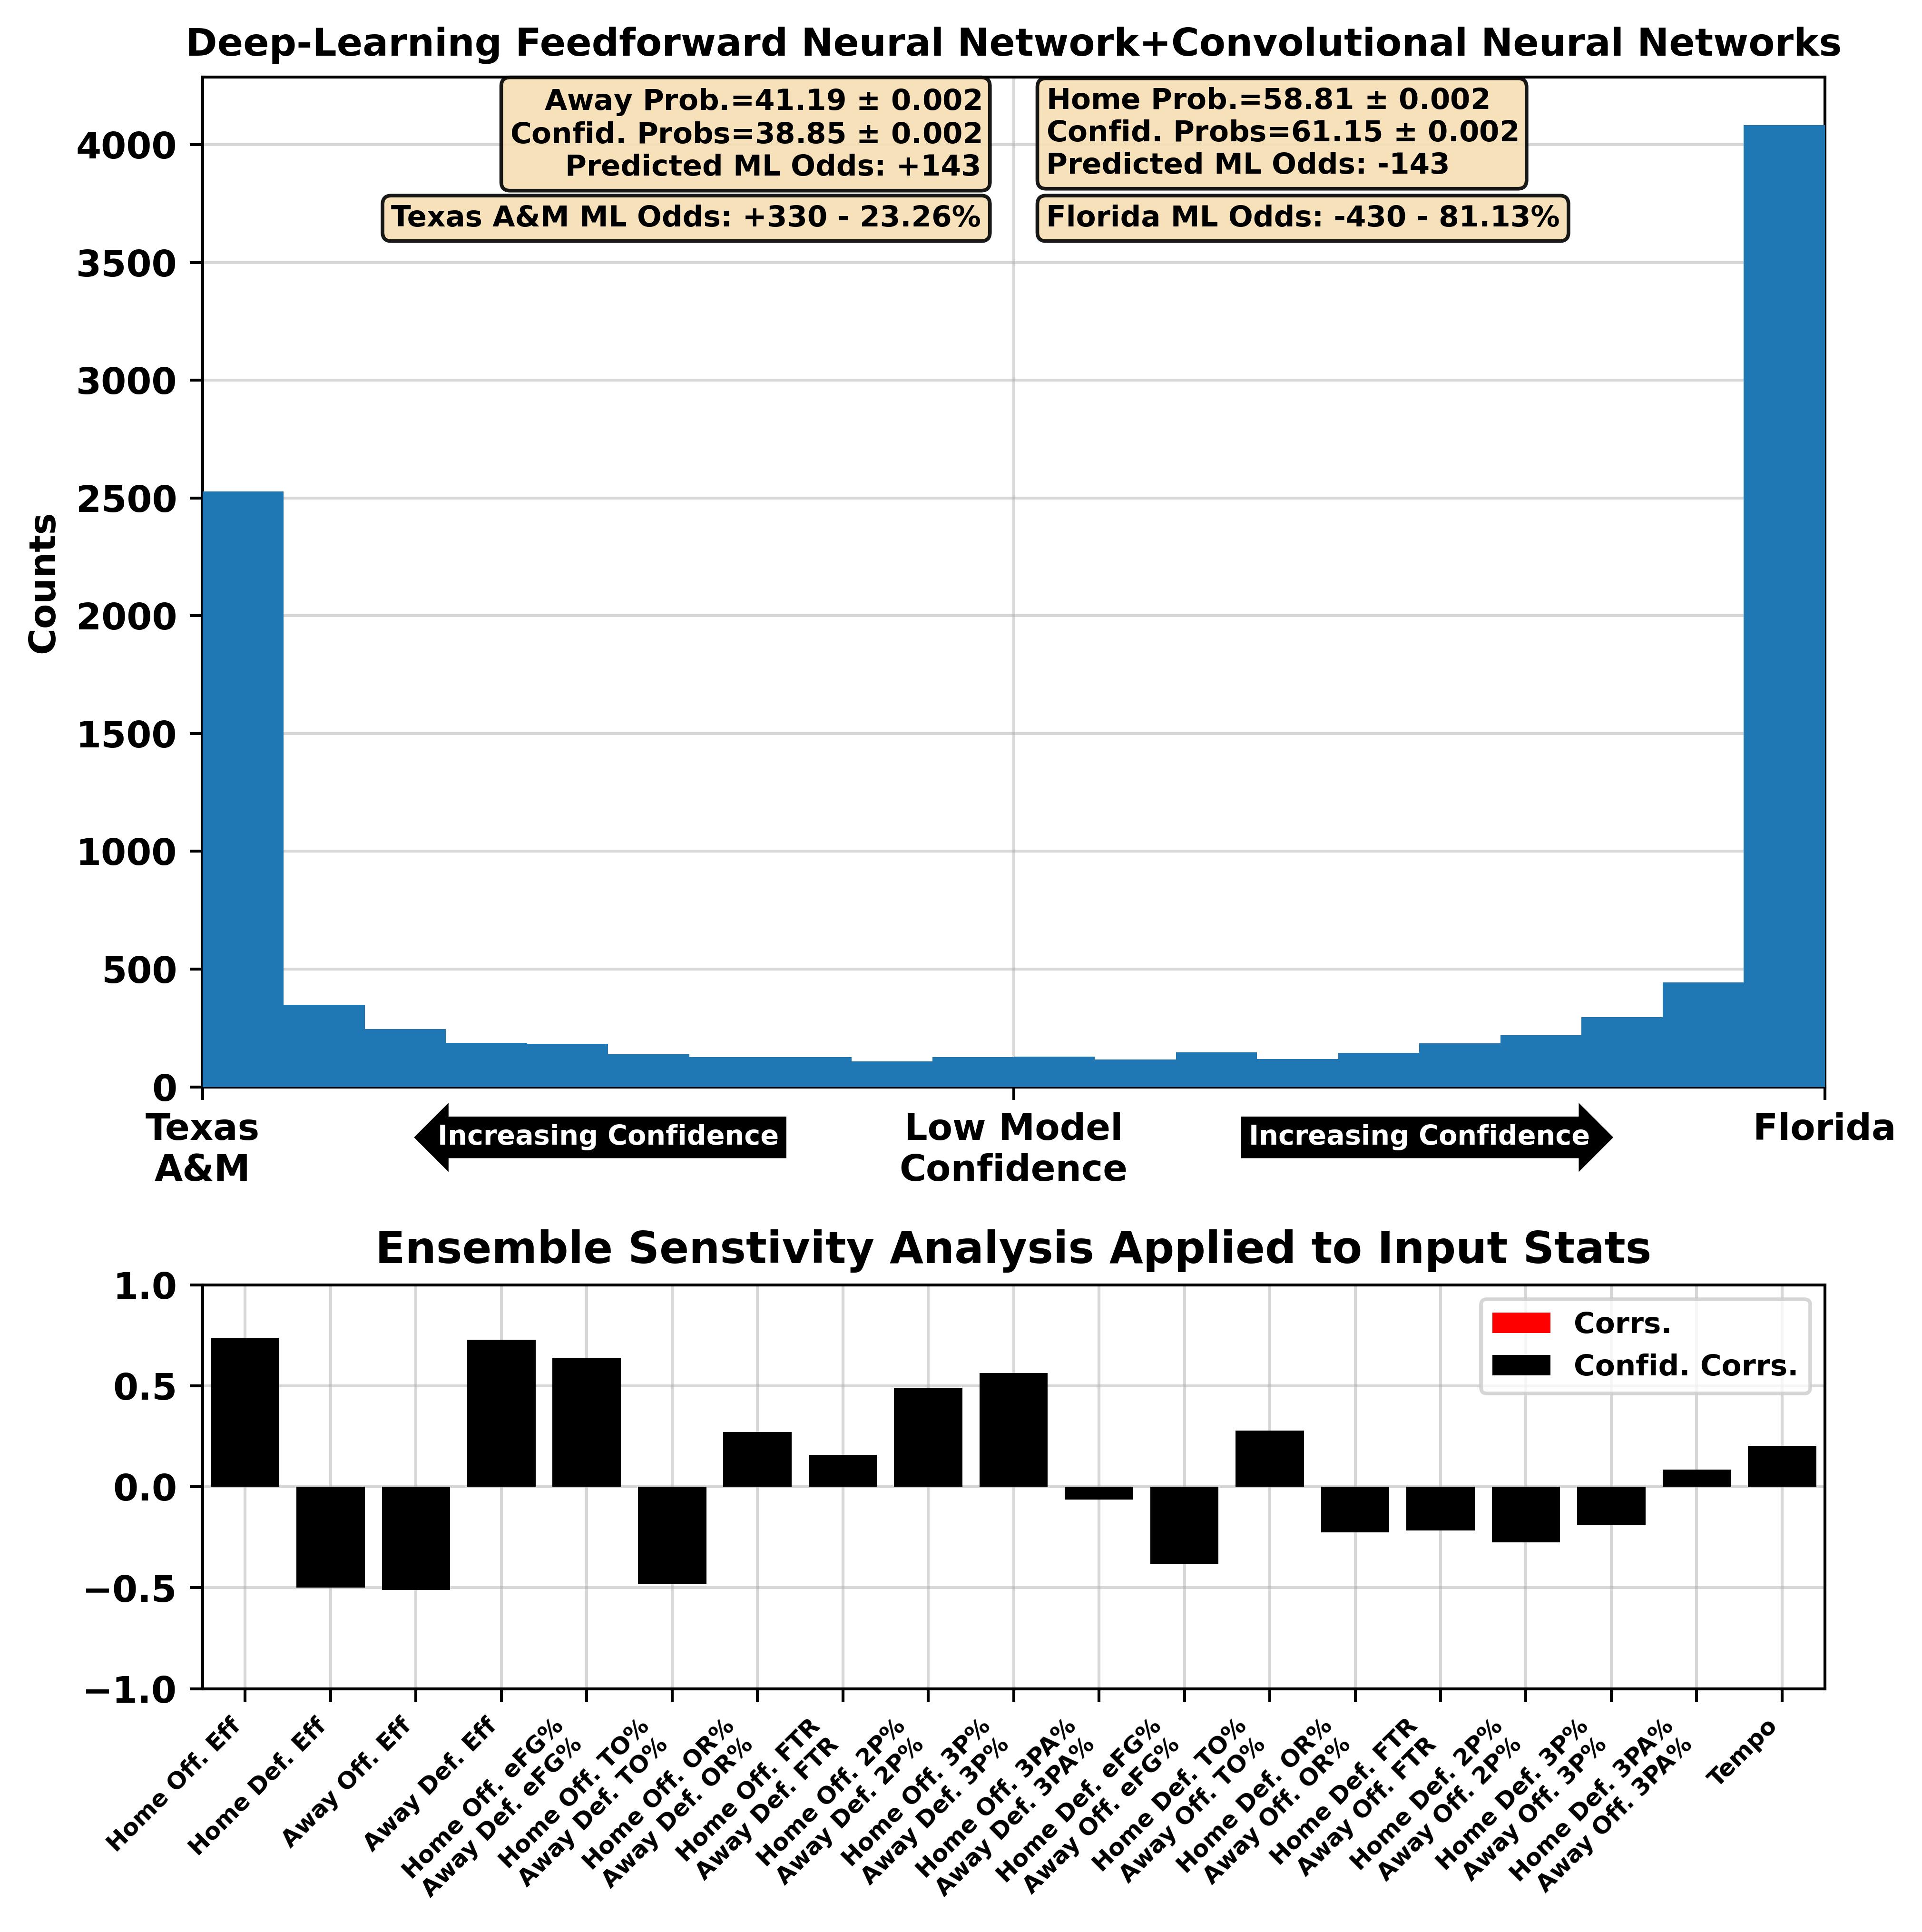 Deep-Learning Feedforward Neural Network+Convolutional Neural Networks
Away Prob.=41.19 ± 0.002
Confid. Probs=38.85 ± 0.002
Predicted ML Odds: +143
Texas A&M ML Odds: +330 - 23.26%
Home Prob.=58.81 ± 0.002
Confid. Probs=61.15 ± 0.002
Predicted ML Odds: -143
Florida ML Odds: -430 - 81.13%
Counts
4000
3500
3000
2500
2000
1500
1000
500
0
Texas
A&M
Increasing Confidence
Low Model
Confidence
Increasing Confidence
Florida
Ensemble Senstivity Analysis Applied to Input Stats
1.0
0.5
0.0
−0.5
−1.0
Corrs.
Confid. Corrs.
Home Off. Eff
Home Def. Eff
Away Off. Eff
Away Def. Eff
Home Off. eFG%
Away Def. eFG%
Home Off. TO%
Away Def. TO%
Home Off. OR%
Away Def. OR%
Home Off. FTR
Away Def. FTR
Home Off. 2P%
Away Def. 2P%
Home Off. 3P%
Away Def. 3P%
Home Off. 3PA%
Away Def. 3PA%
Home Def. eFG%
Away Off. eFG%
Home Def. TO%
Away Off. TO%
Home Def. OR%
Away Off. OR%
Home Def. FTR
Away Off. FTR
Home Def. 2P%
Away Off. 2P%
Home Def. 3P%
Away Off. 3P%
Home Def. 3PA%
Away Off. 3PA%
Tempo